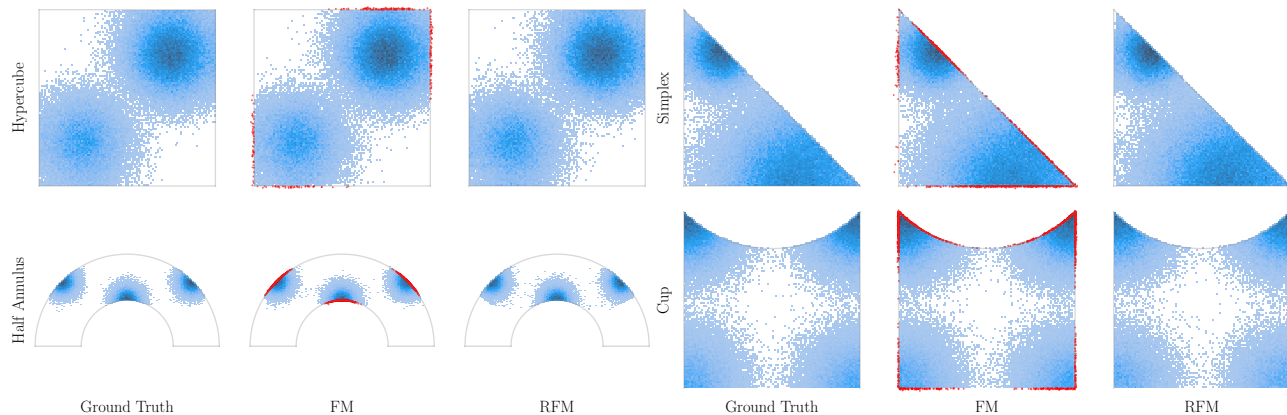 Hypercube
Simplex
Half Annulus
Cup
Ground Truth
FM
RFM
Ground Truth
FM
RFM